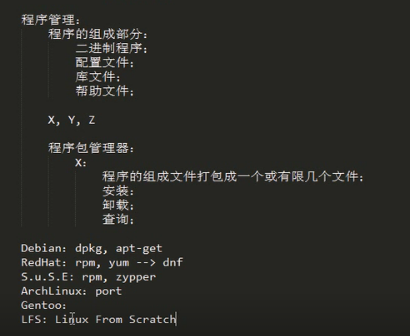 程序管理:
程序的组成部分:
二进制程序;
配置文件;
库文件;
帮助文件;
X, Y, Z
程序包管理器:
X:
程序的组成文件打包成一个或有限几个文件;
安装;
卸载;
查询;
Debian: dpkg, apt-get
RedHat: rpm, yum --> dnf
S.u.S.E: rpm, zypper
ArchLinux: port
Gentoo:
LFS: Linux From Scratch